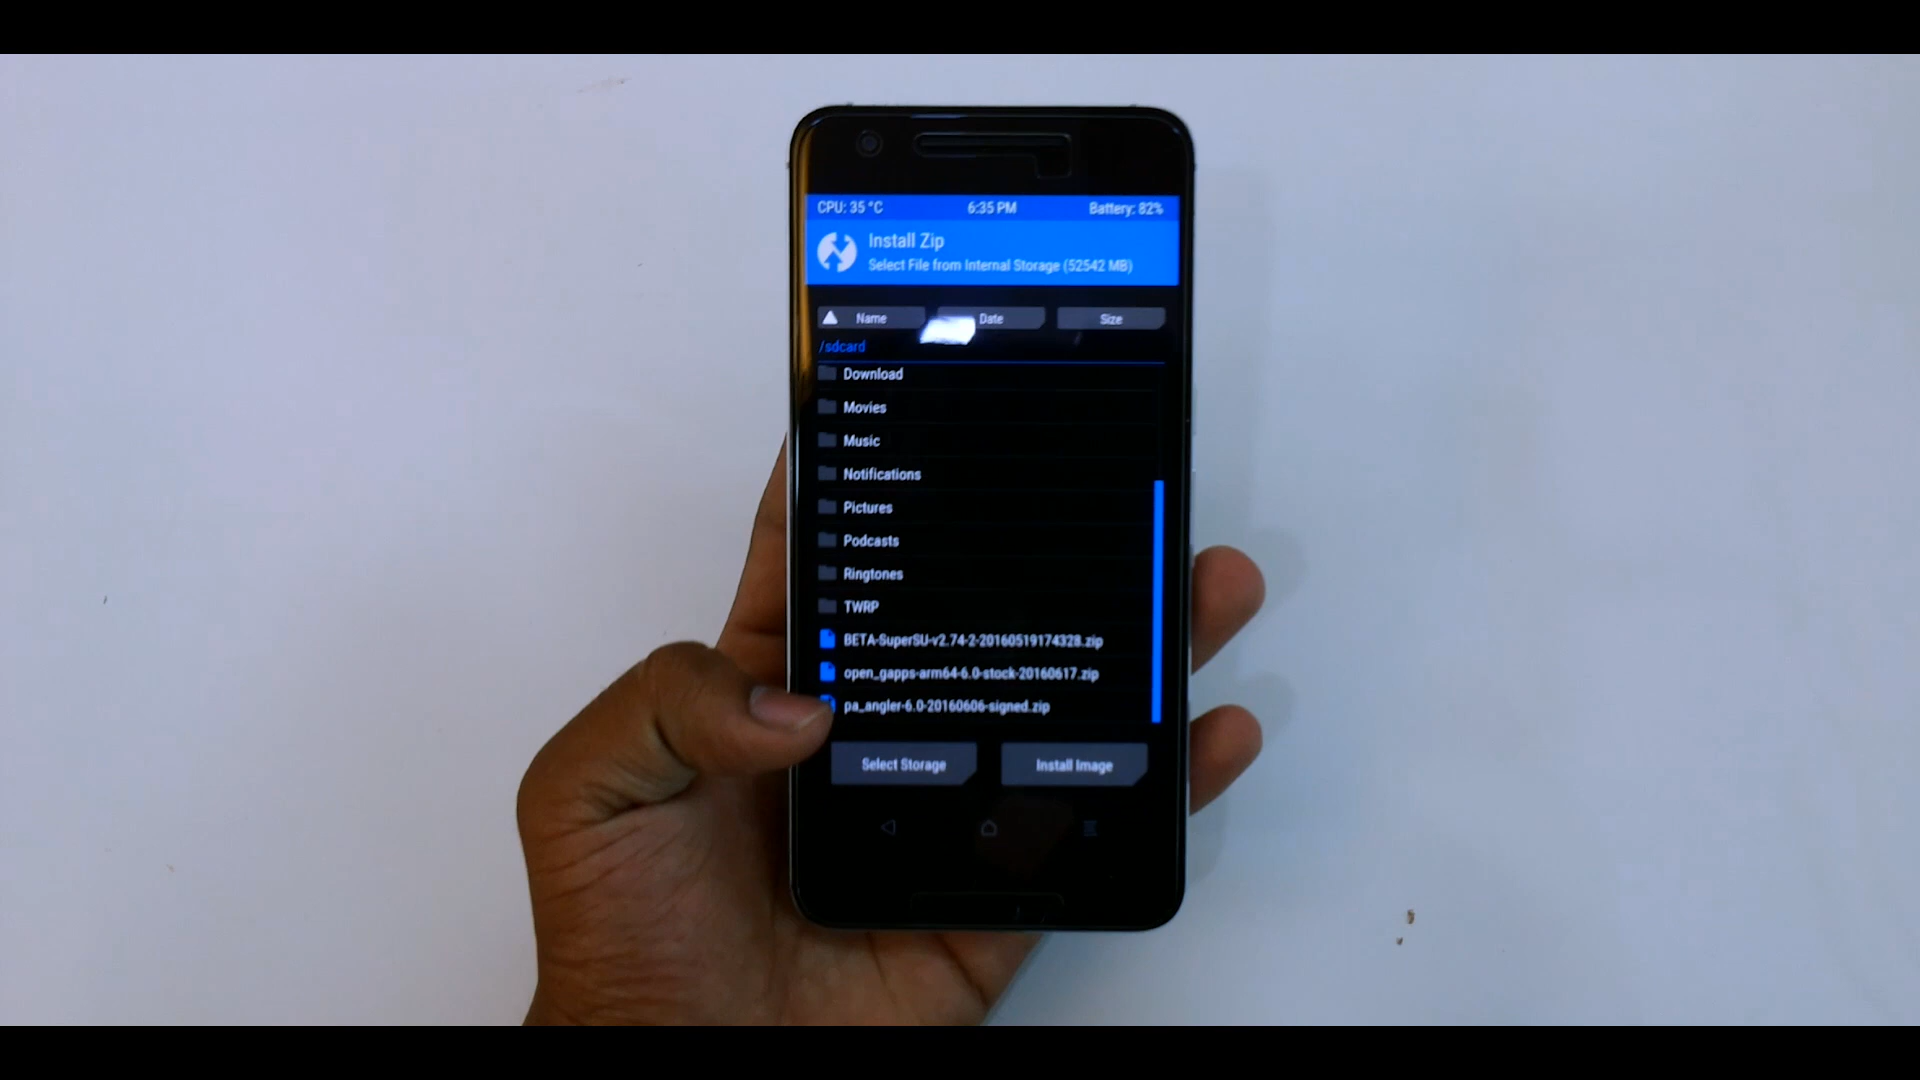 CPU: 35 °C 6:35 PM Battery: 82%
Install Zip
Select File from Internal Storage (52542 MB)
Name Date Size
/sdcard
Download
Movies
Music
Notifications
Pictures
Podcasts
Ringtones
TWRP
BETA-SuperSU-v2.74-2-20160519174328.zip
open_gapps-arm64-6.0-stock-20160617.zip
pa_angler-6.0-20160606-signed.zip
Select Storage Install Image